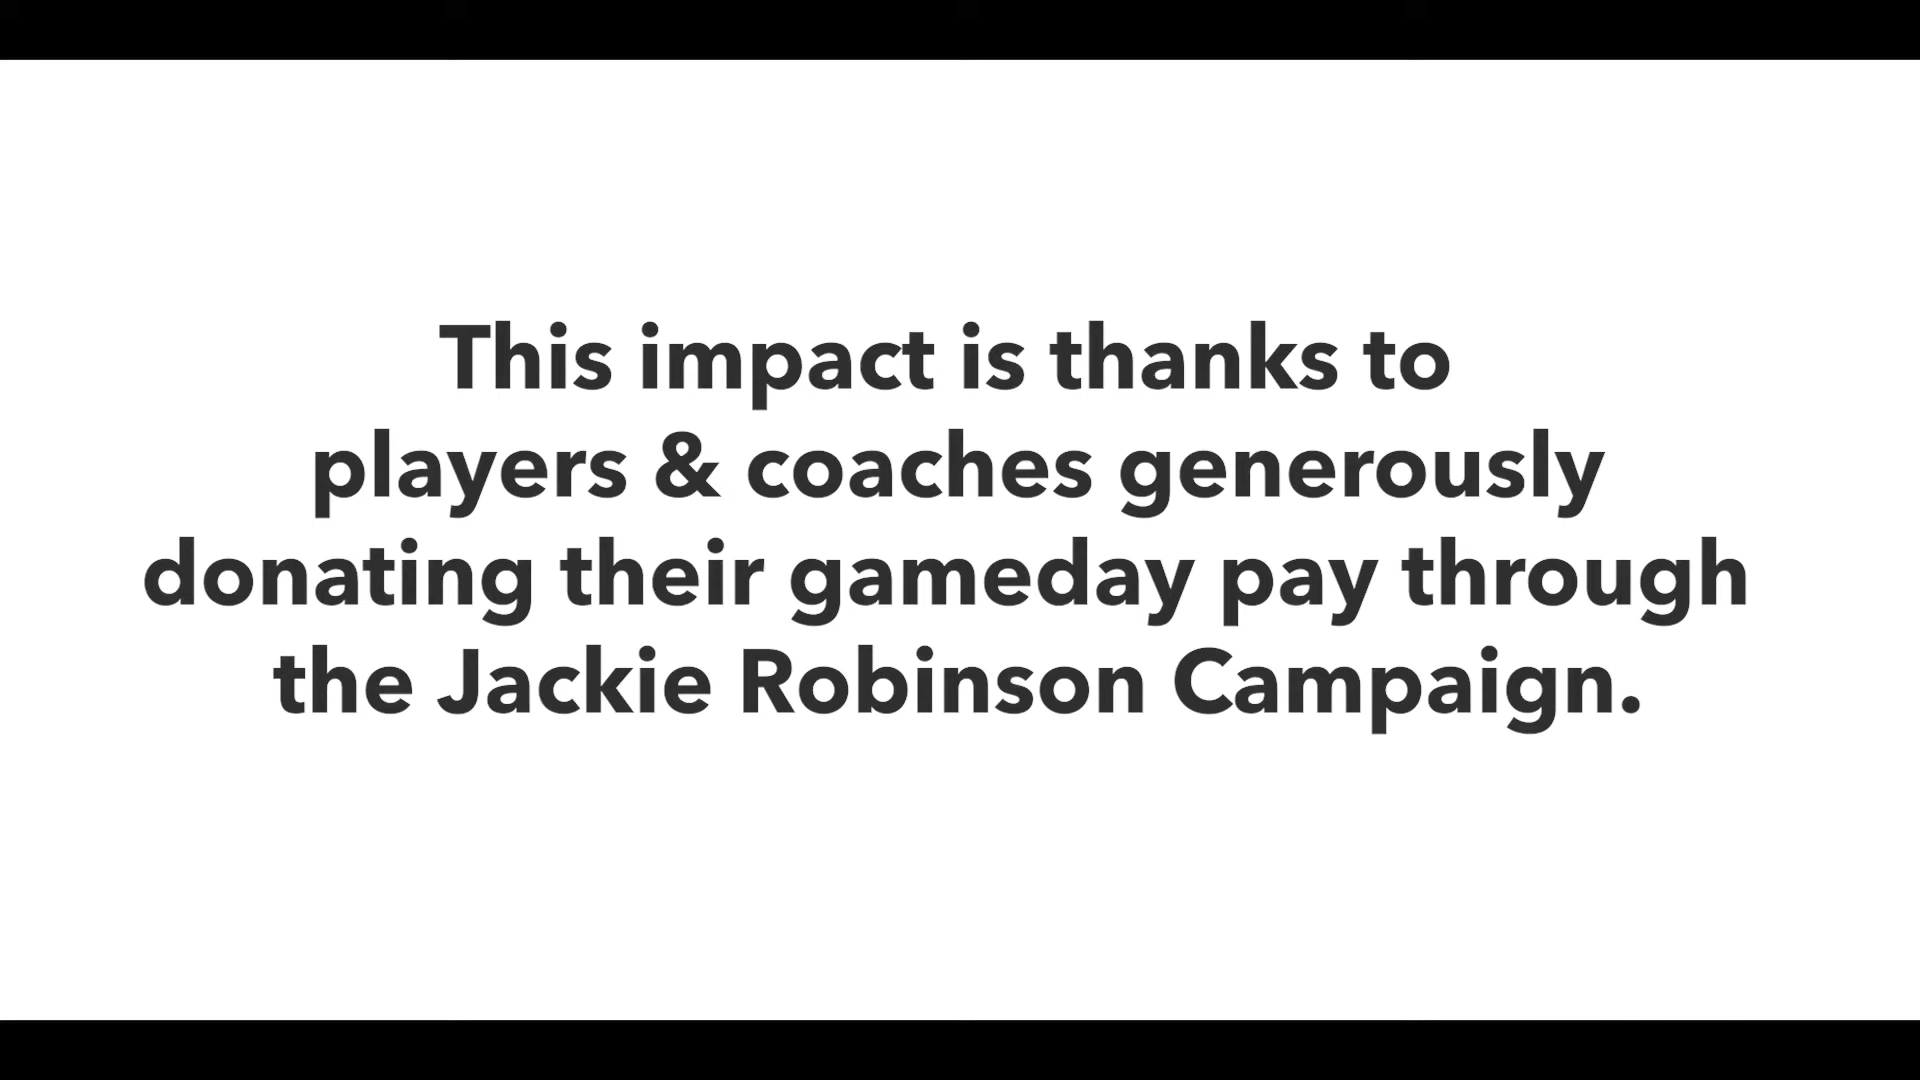 This impact is thanks to
players & coaches generously
donating their gameday pay through
the Jackie Robinson Campaign.